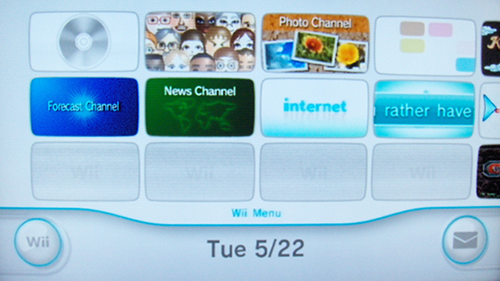 Photo Channel
Forecast Channel
News Channel
internet
rather have
Wii Wii Wii Wii
Wii Menu
Wii
Tue 5/22